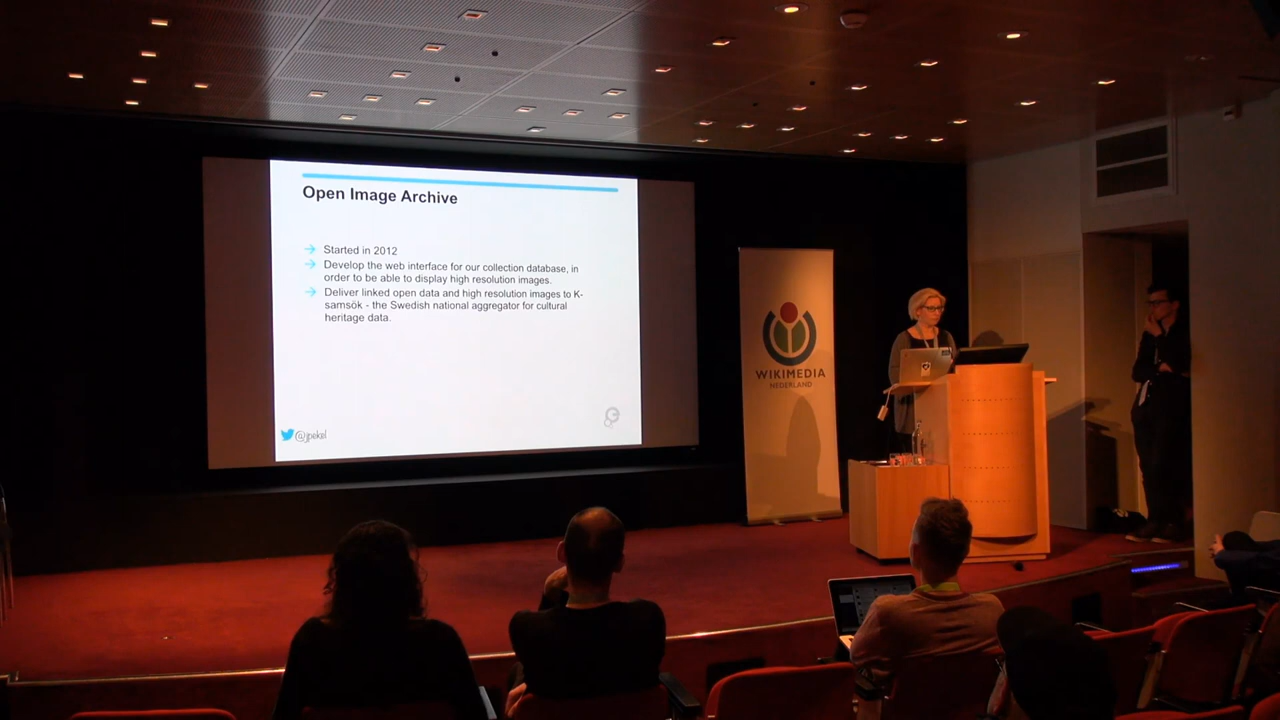 Open Image Archive
Started in 2012
Develop the web interface for our collection database, in
order to be able to display high resolution images.
Deliver linked open data and high resolution images to K-
samsök - the Swedish national aggregator for cultural
heritage data.
@jpekel
WIKIMEDIA
NEDERLAND